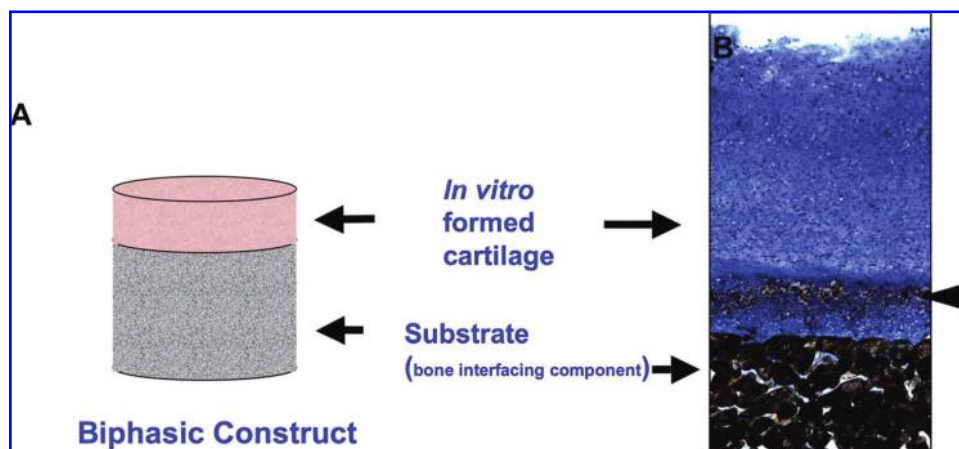 A
B
In vitro
formed
cartilage
Substrate
(bone interfacing component)
Biphasic Construct